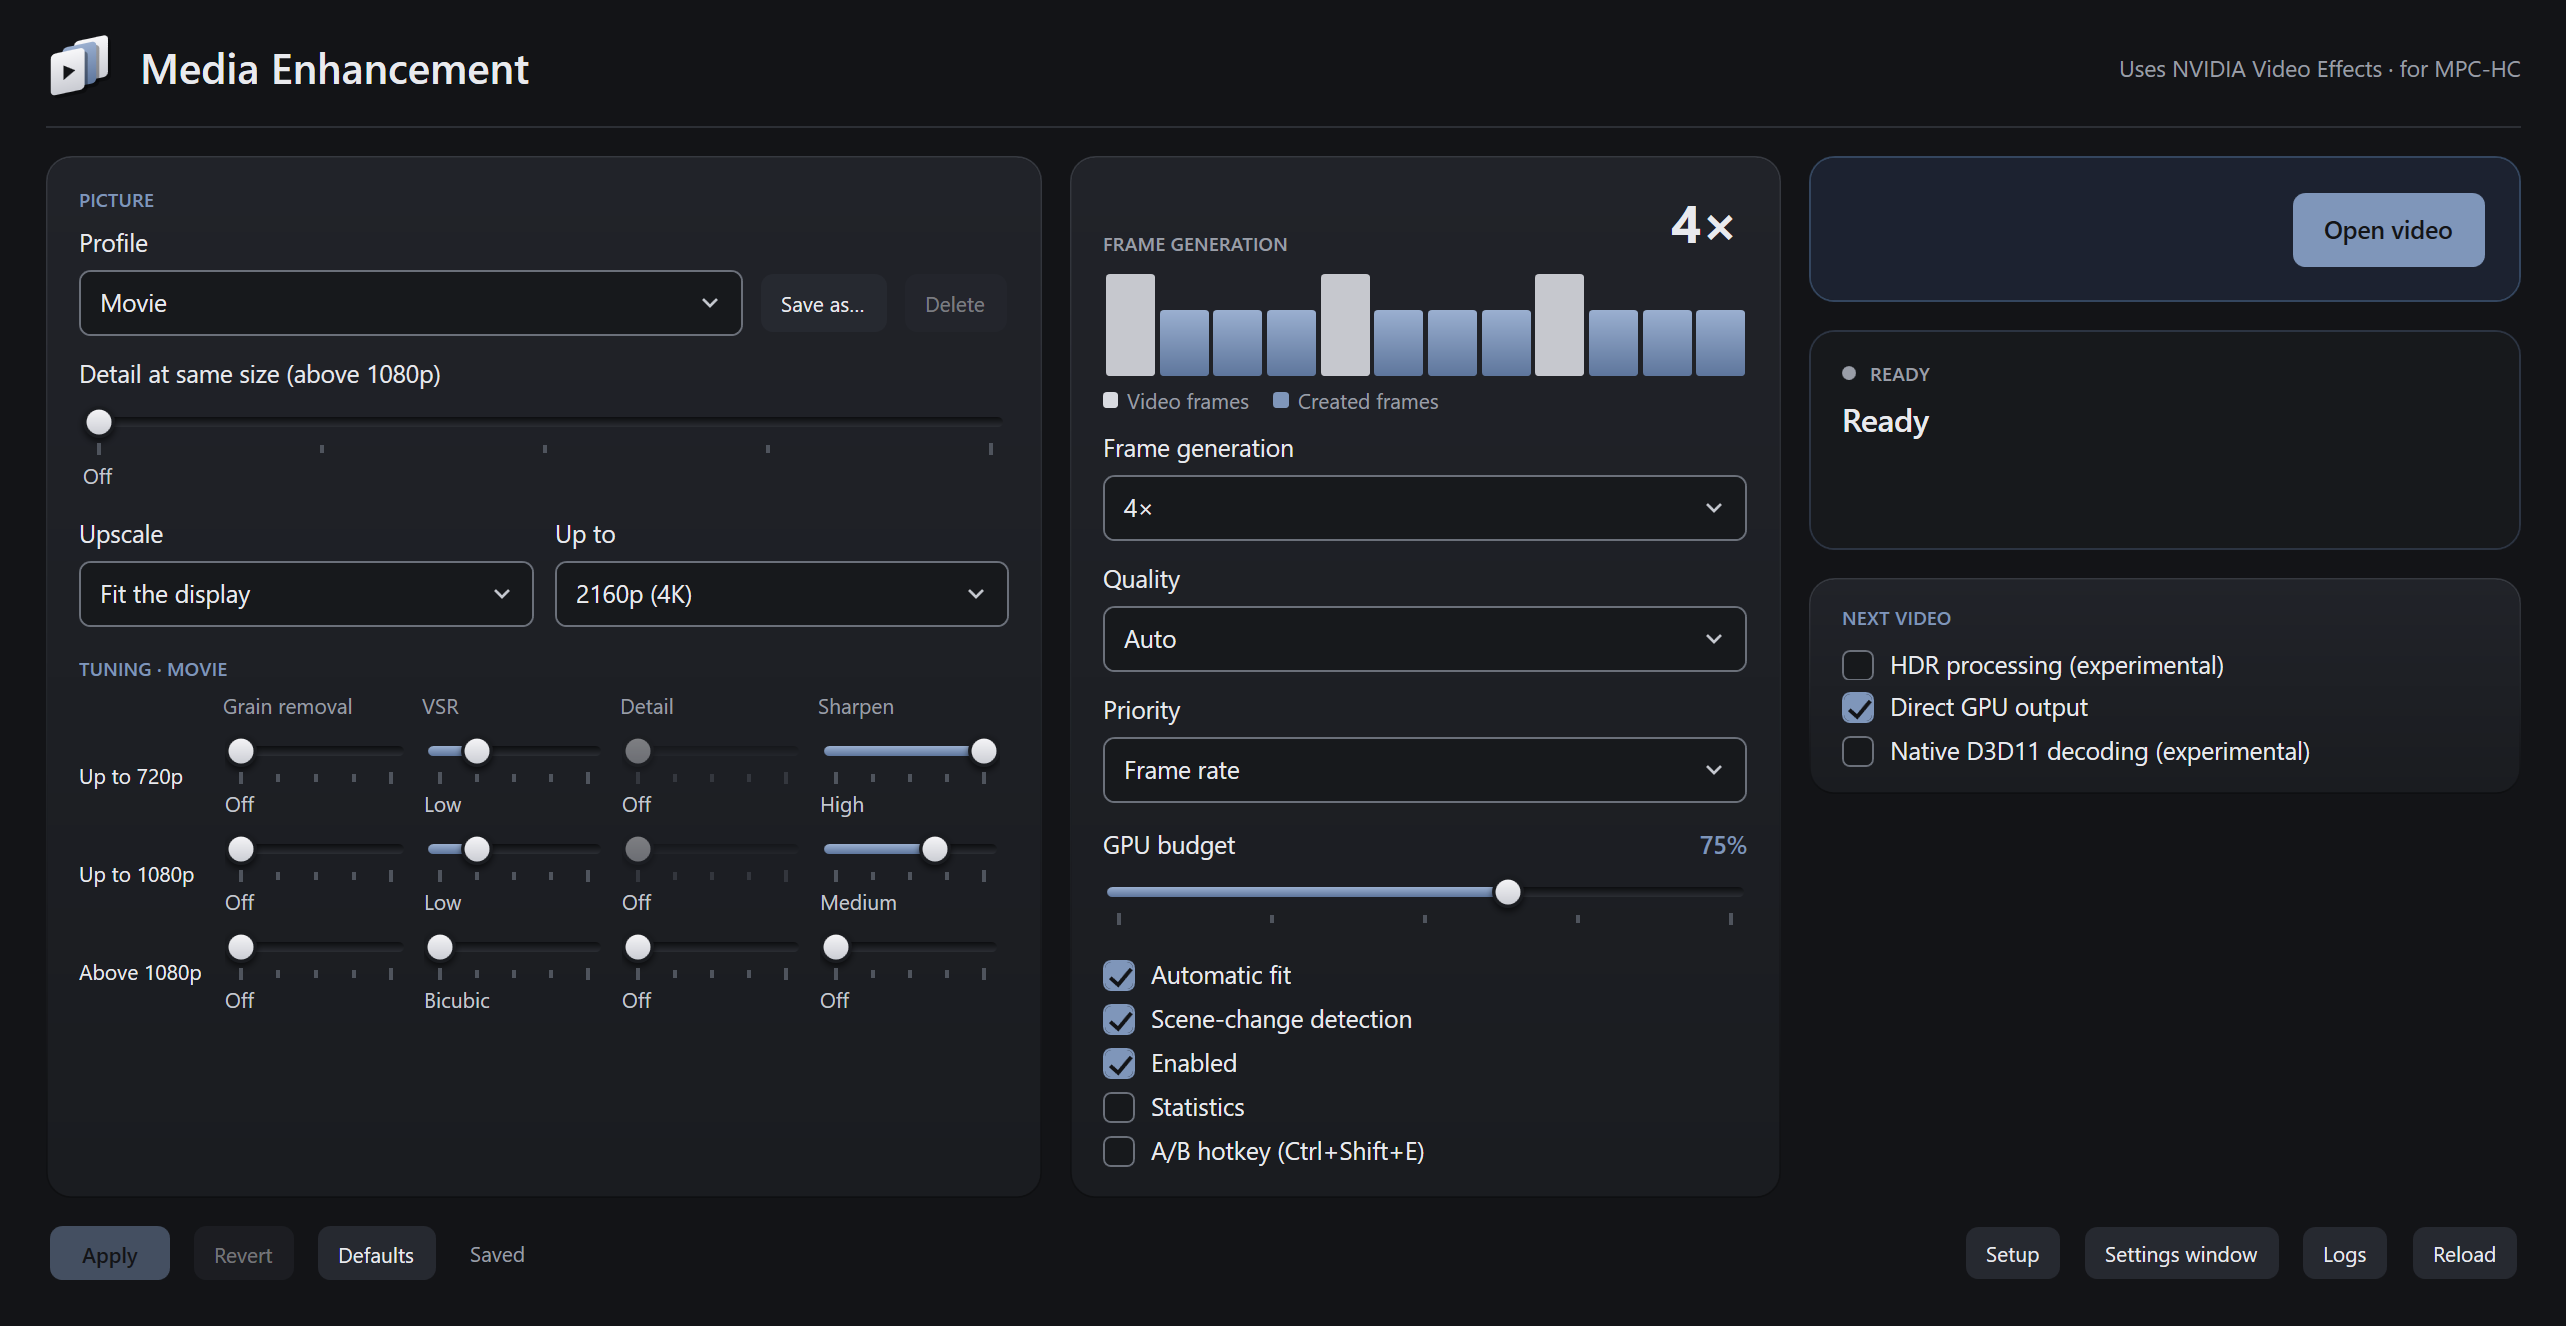 Media Enhancement
Uses NVIDIA Video Effects · for MPC-HC
PICTURE
Profile
Movie
Save as...
Delete
Detail at same size (above 1080p)
Off
Upscale
Up to
Fit the display
2160p (4K)
TUNING · MOVIE
Grain removal
VSR
Detail
Sharpen
Up to 720p
Off
Low
Off
High
Up to 1080p
Off
Low
Off
Medium
Above 1080p
Off
Bicubic
Off
Off
FRAME GENERATION
4×
Video frames
Created frames
Frame generation
4×
Quality
Auto
Priority
Frame rate
GPU budget
75%
Automatic fit
Scene-change detection
Enabled
Statistics
A/B hotkey (Ctrl+Shift+E)
Open video
READY
Ready
NEXT VIDEO
HDR processing (experimental)
Direct GPU output
Native D3D11 decoding (experimental)
Apply
Revert
Defaults
Saved
Setup
Settings window
Logs
Reload